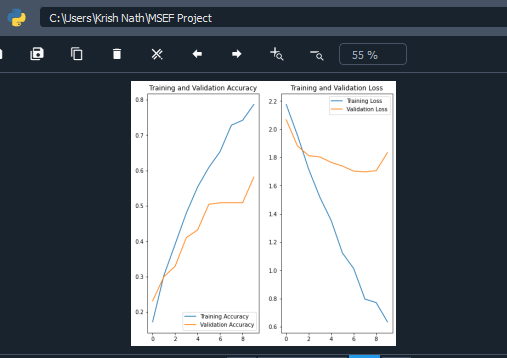 C:\Users\Krish Nath\MSEF Project
55 %
Training and Validation Accuracy
0.8
0.7
0.6
0.5
0.4
0.3
0.2
0 2 4 6 8
Training Accuracy
Validation Accuracy
Training and Validation Loss
2.2
2.0
1.8
1.6
1.4
1.2
1.0
0.8
0.6
0 2 4 6 8
Training Loss
Validation Loss